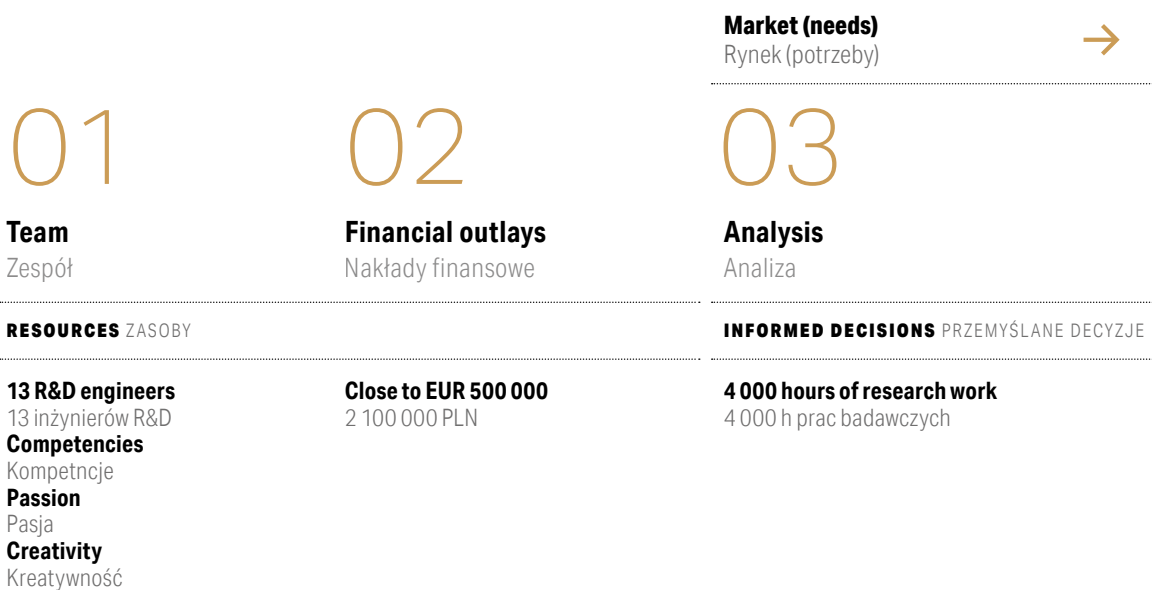 Market (needs)
Rynek (potrzeby)
→
01
Team
Zespół
02
Financial outlays
Nakłady finansowe
03
Analysis
Analiza
RESOURCES ZASOBY
INFORMED DECISIONS PRZEMYŚLANE DECYZJE
13 R&D engineers
13 inżynierów R&D
Competencies
Kompetncje
Passion
Pasja
Creativity
Kreatywność
Close to EUR 500 000
2 100 000 PLN
4 000 hours of research work
4 000 h prac badawczych